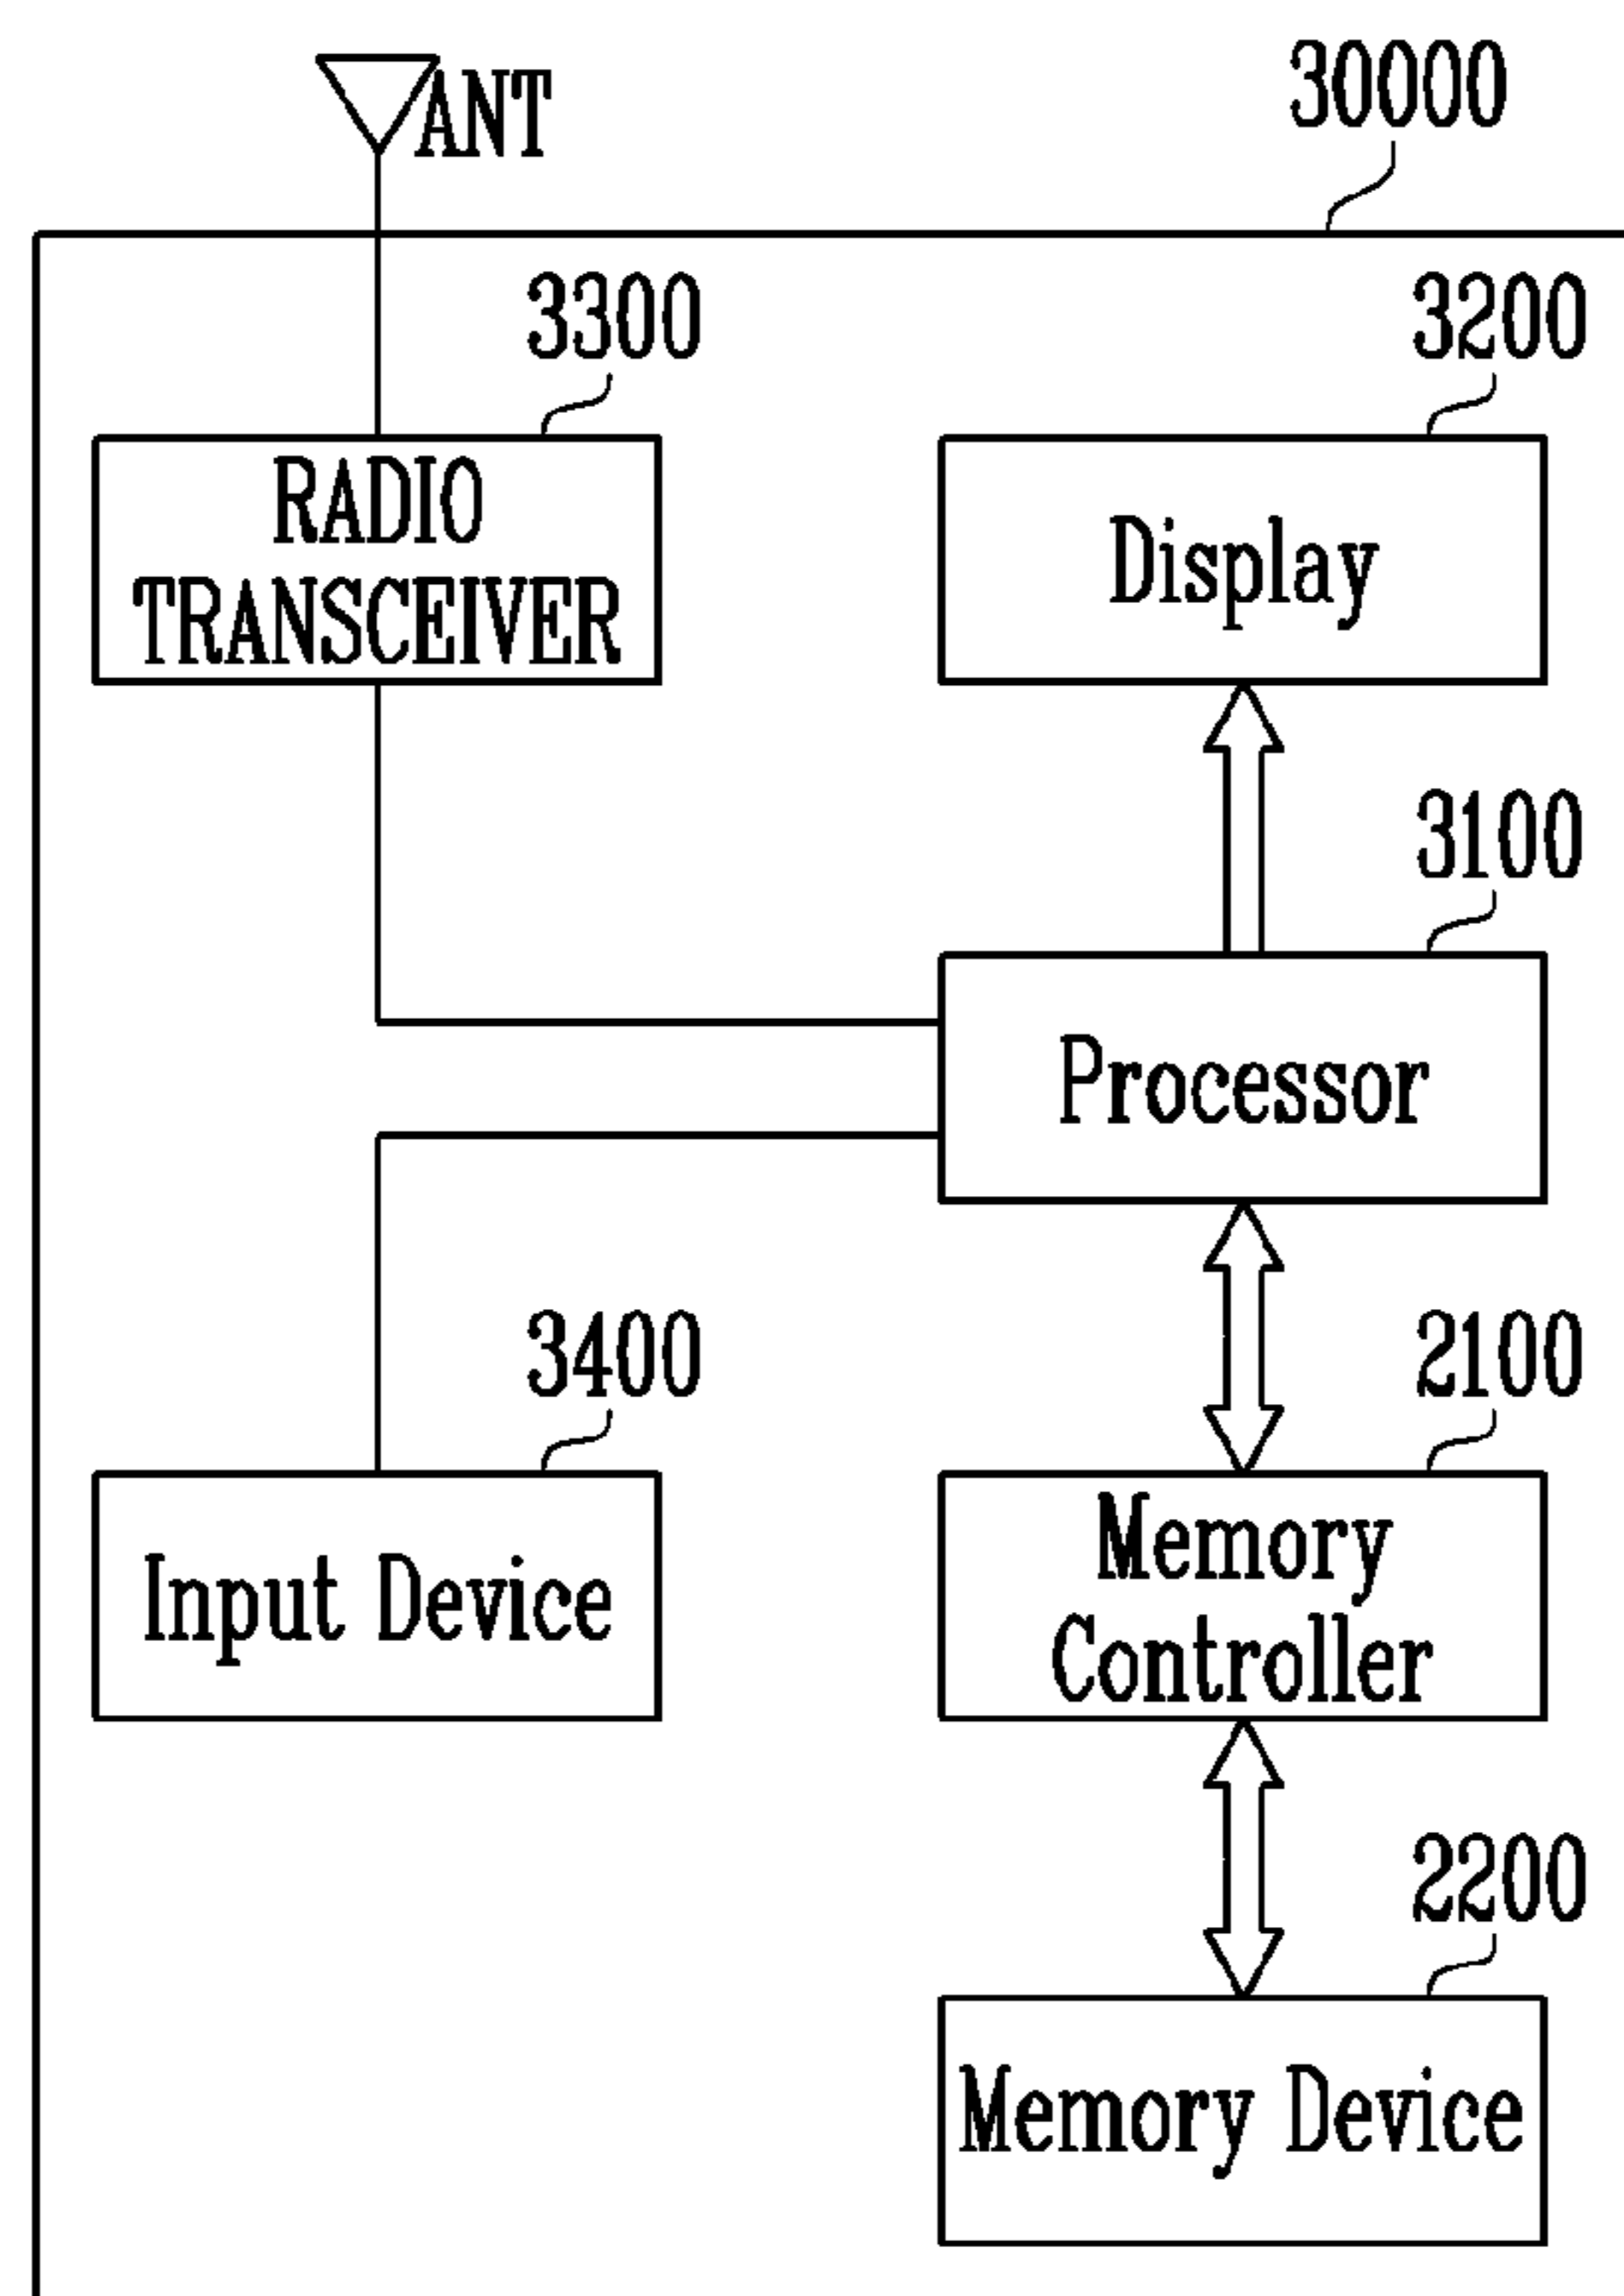 ANT
30000
3300
3200
RADIO
TRANSCEIVER
Display
3100
Processor
3400
2100
Input Device
Memory
Controller
2200
Memory Device